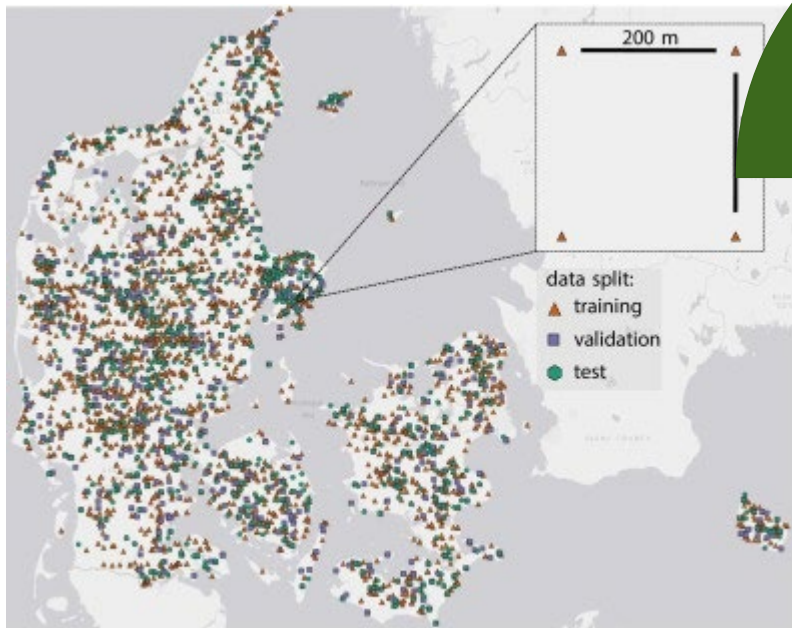 200 m
data split:
training
validation
test